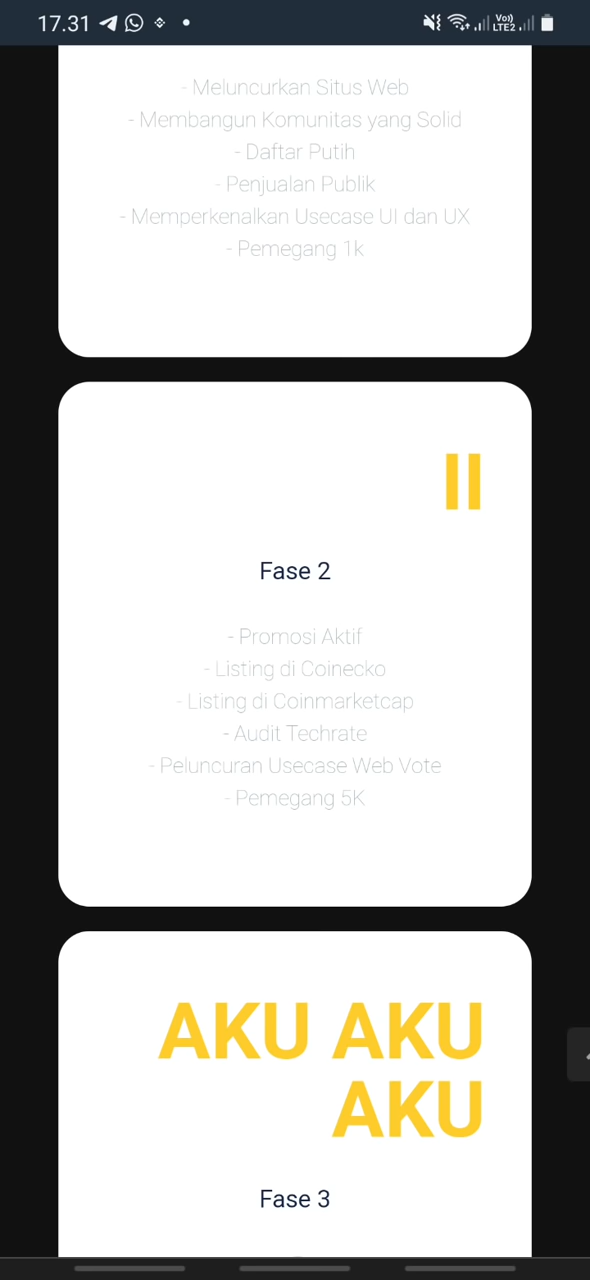 17.31
Vo))
LTE2
- Meluncurkan Situs Web
- Membangun Komunitas yang Solid
- Daftar Putih
- Penjualan Publik
- Memperkenalkan Usecase UI dan UX
- Pemegang 1k
II
Fase 2
- Promosi Aktif
- Listing di Coinecko
- Listing di Coinmarketcap
- Audit Techrate
- Peluncuran Usecase Web Vote
- Pemegang 5K
AKU AKU
AKU
Fase 3